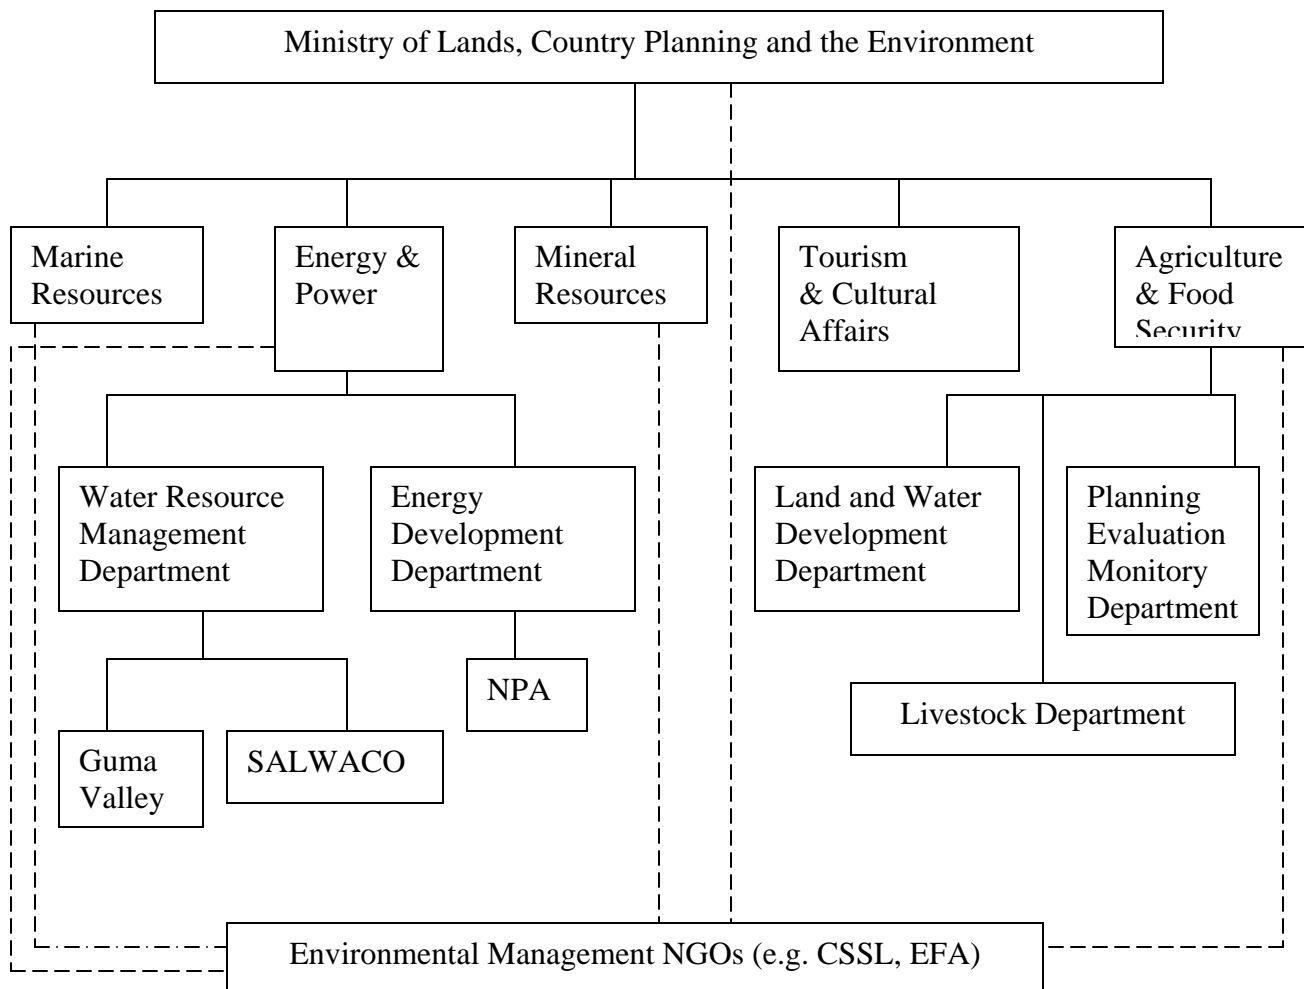 Ministry of Lands, Country Planning and the Environment
Marine
Resources
Energy &
Power
Mineral
Resources
Tourism
& Cultural
Affairs
Agriculture
& Food
Security
Water Resource
Management
Department
Energy
Development
Department
Land and Water
Development
Department
Planning
Evaluation
Monitory
Department
NPA
Livestock Department
Guma
Valley
SALWACO
Environmental Management NGOs (e.g. CSSL, EFA)